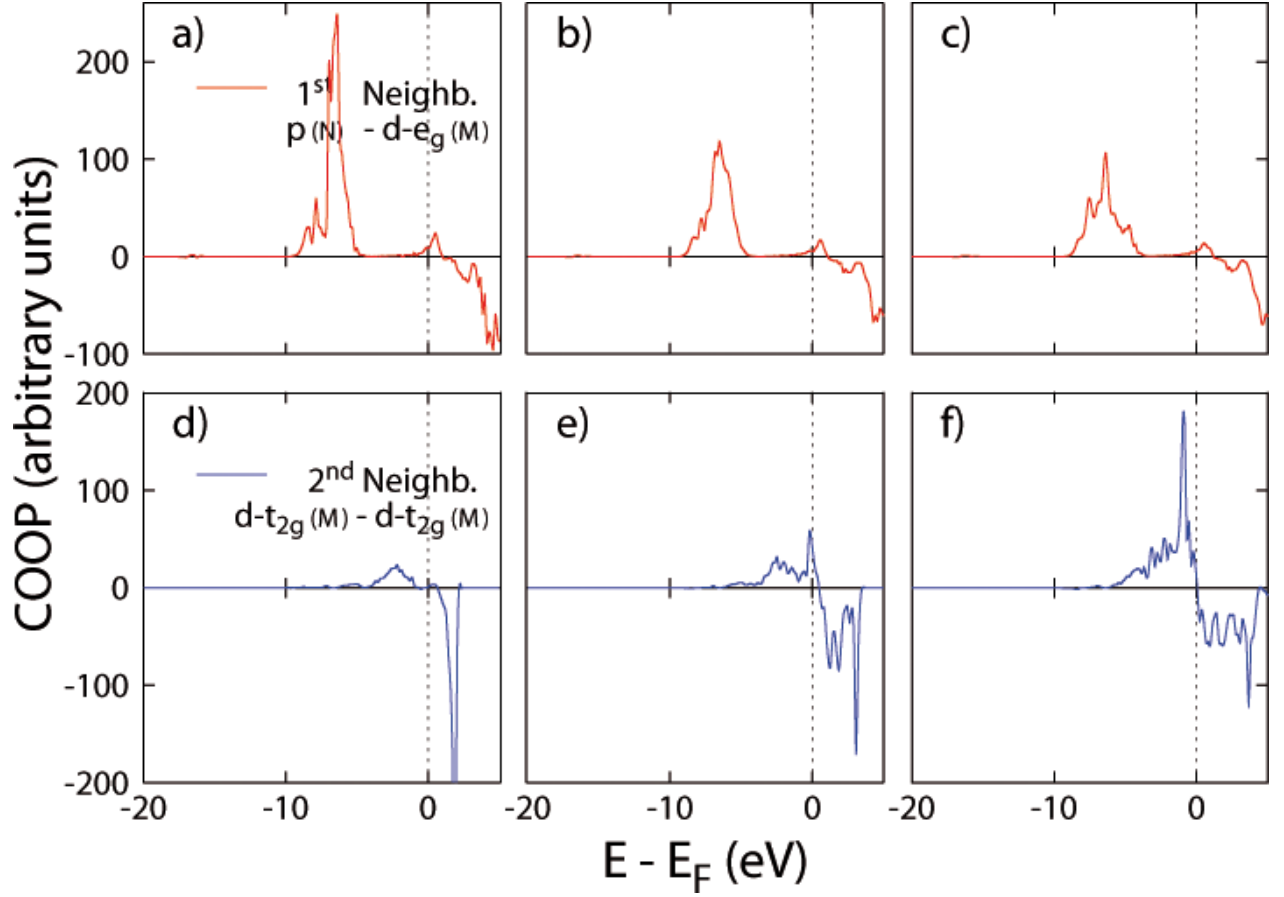 a)
b)
c)
200
1st Neighb.
p (N) - d-eg (M)
100
0
-100
COOP (arbitrary units)
200
d)
e)
f)
2nd Neighb.
d-t2g (M) - d-t2g (M)
100
0
-100
-200
-20 -10 0 -20 -10 0 -20 -10 0
E - EF (eV)